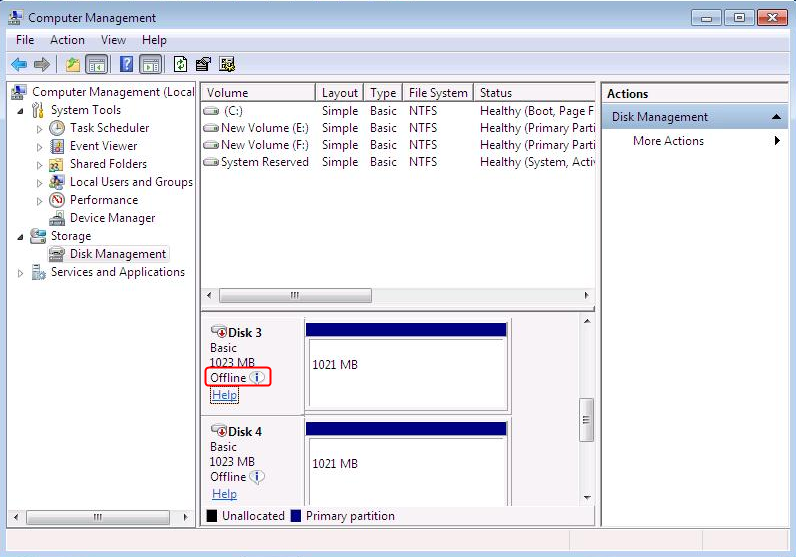 Computer Management
File Action View Help
Computer Management (Local
System Tools
Task Scheduler
Event Viewer
Shared Folders
Local Users and Groups
Performance
Device Manager
Storage
Disk Management
Services and Applications
Volume Layout Type File System Status
(C:) Simple Basic NTFS Healthy (Boot, Page F
New Volume (E:) Simple Basic NTFS Healthy (Primary Parti
New Volume (F:) Simple Basic NTFS Healthy (Primary Parti
System Reserved Simple Basic NTFS Healthy (System, Activ
Disk 3
Basic
1023 MB
Offline
Help
1021 MB
Disk 4
Basic
1023 MB
Offline
Help
1021 MB
Unallocated Primary partition
Actions
Disk Management
More Actions